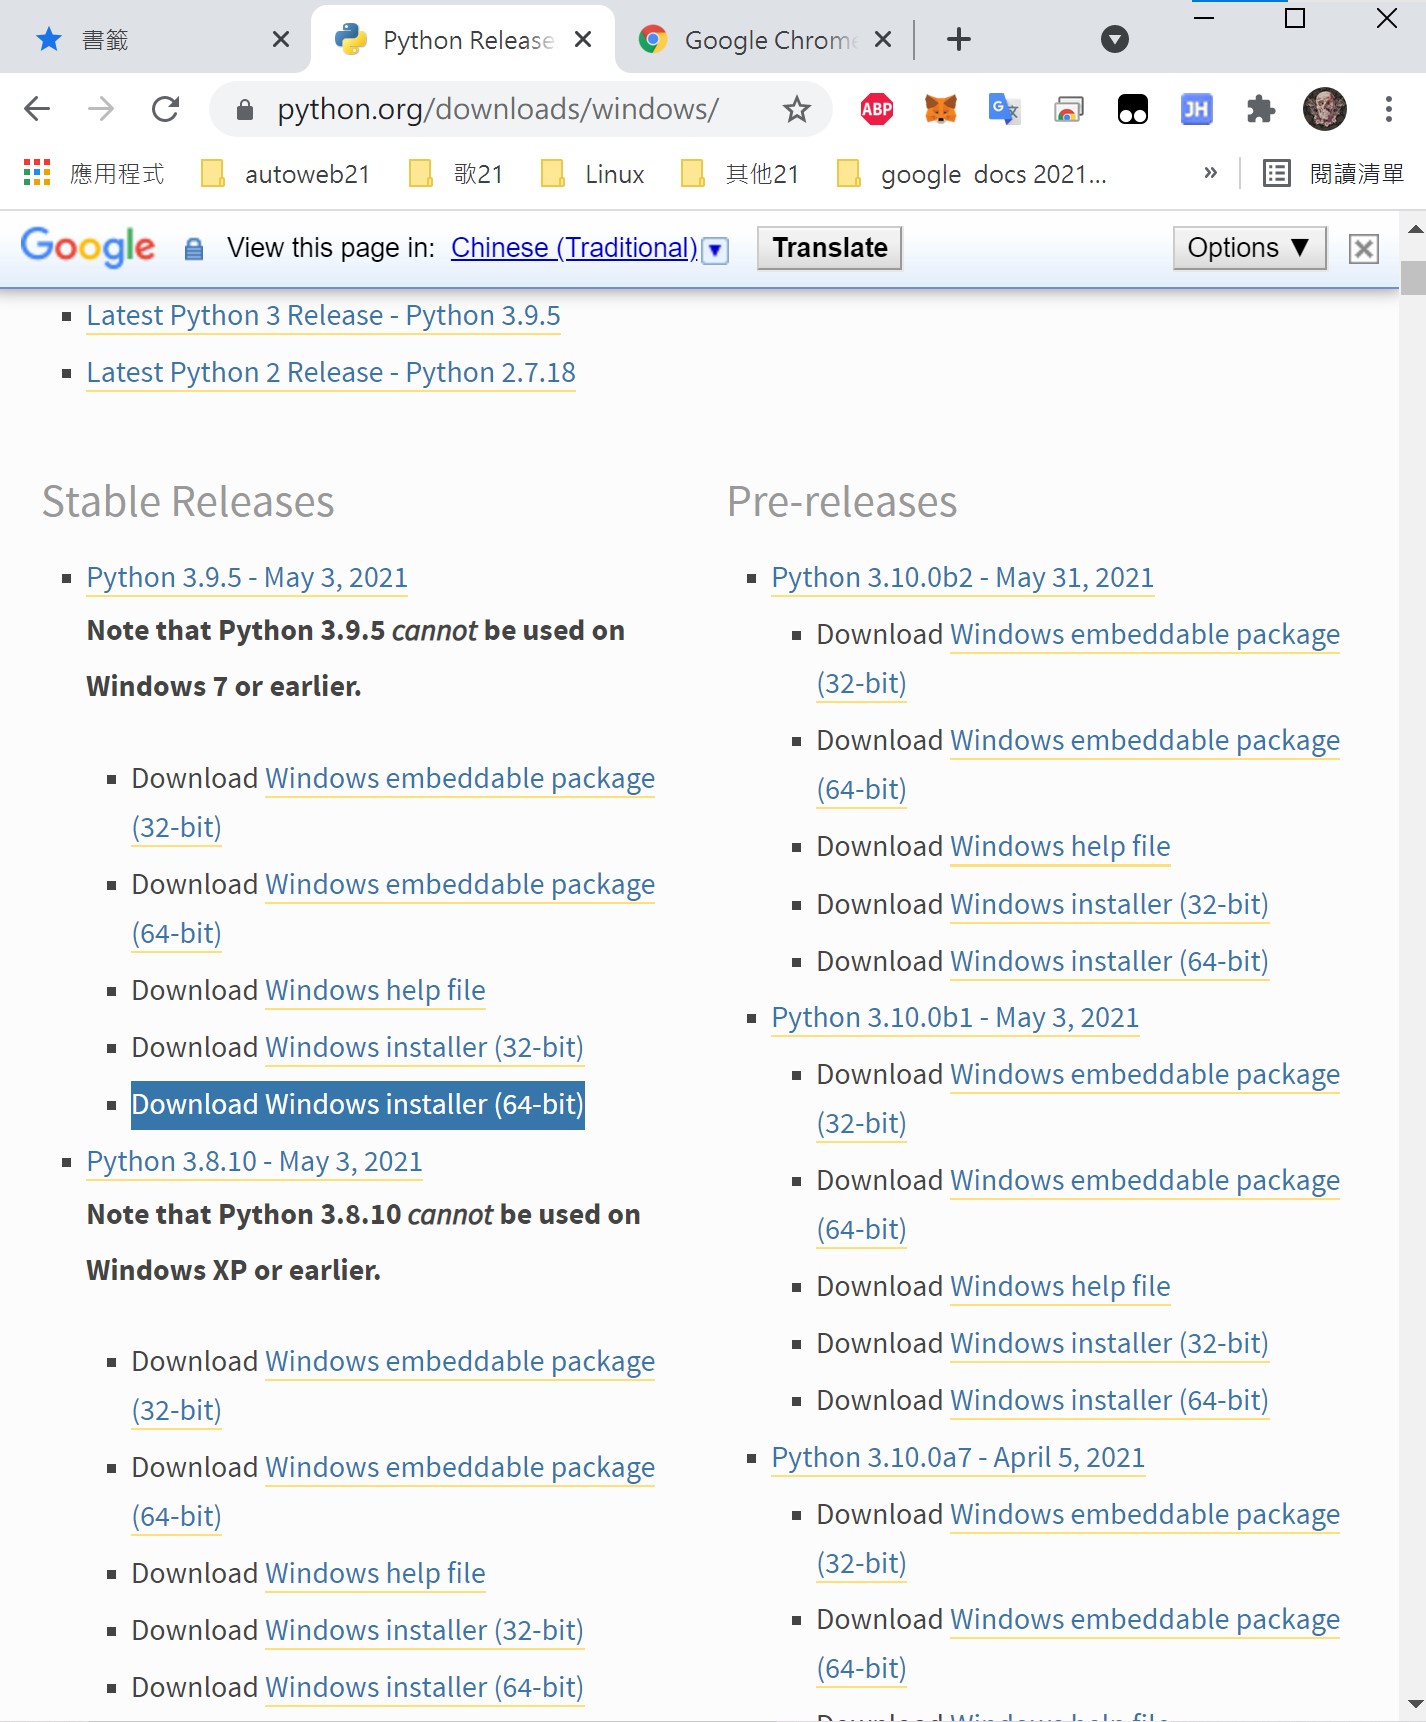 書籤
Python Release
Google Chrome
python.org/downloads/windows/
ABP
G
JH
應用程式
autoweb21
歌21
Linux
其他21
google docs 2021...
»
閱讀清單
Google
View this page in: Chinese (Traditional)
Translate
Options ▼
Latest Python 3 Release - Python 3.9.5
Latest Python 2 Release - Python 2.7.18
Stable Releases
Python 3.9.5 - May 3, 2021
Note that Python 3.9.5 cannot be used on
Windows 7 or earlier.
Download Windows embeddable package
(32-bit)
Download Windows embeddable package
(64-bit)
Download Windows help file
Download Windows installer (32-bit)
Download Windows installer (64-bit)
Python 3.8.10 - May 3, 2021
Note that Python 3.8.10 cannot be used on
Windows XP or earlier.
Download Windows embeddable package
(32-bit)
Download Windows embeddable package
(64-bit)
Download Windows help file
Download Windows installer (32-bit)
Download Windows installer (64-bit)
Pre-releases
Python 3.10.0b2 - May 31, 2021
Download Windows embeddable package
(32-bit)
Download Windows embeddable package
(64-bit)
Download Windows help file
Download Windows installer (32-bit)
Download Windows installer (64-bit)
Python 3.10.0b1 - May 3, 2021
Download Windows embeddable package
(32-bit)
Download Windows embeddable package
(64-bit)
Download Windows help file
Download Windows installer (32-bit)
Download Windows installer (64-bit)
Python 3.10.0a7 - April 5, 2021
Download Windows embeddable package
(32-bit)
Download Windows embeddable package
(64-bit)
Download Windows help file